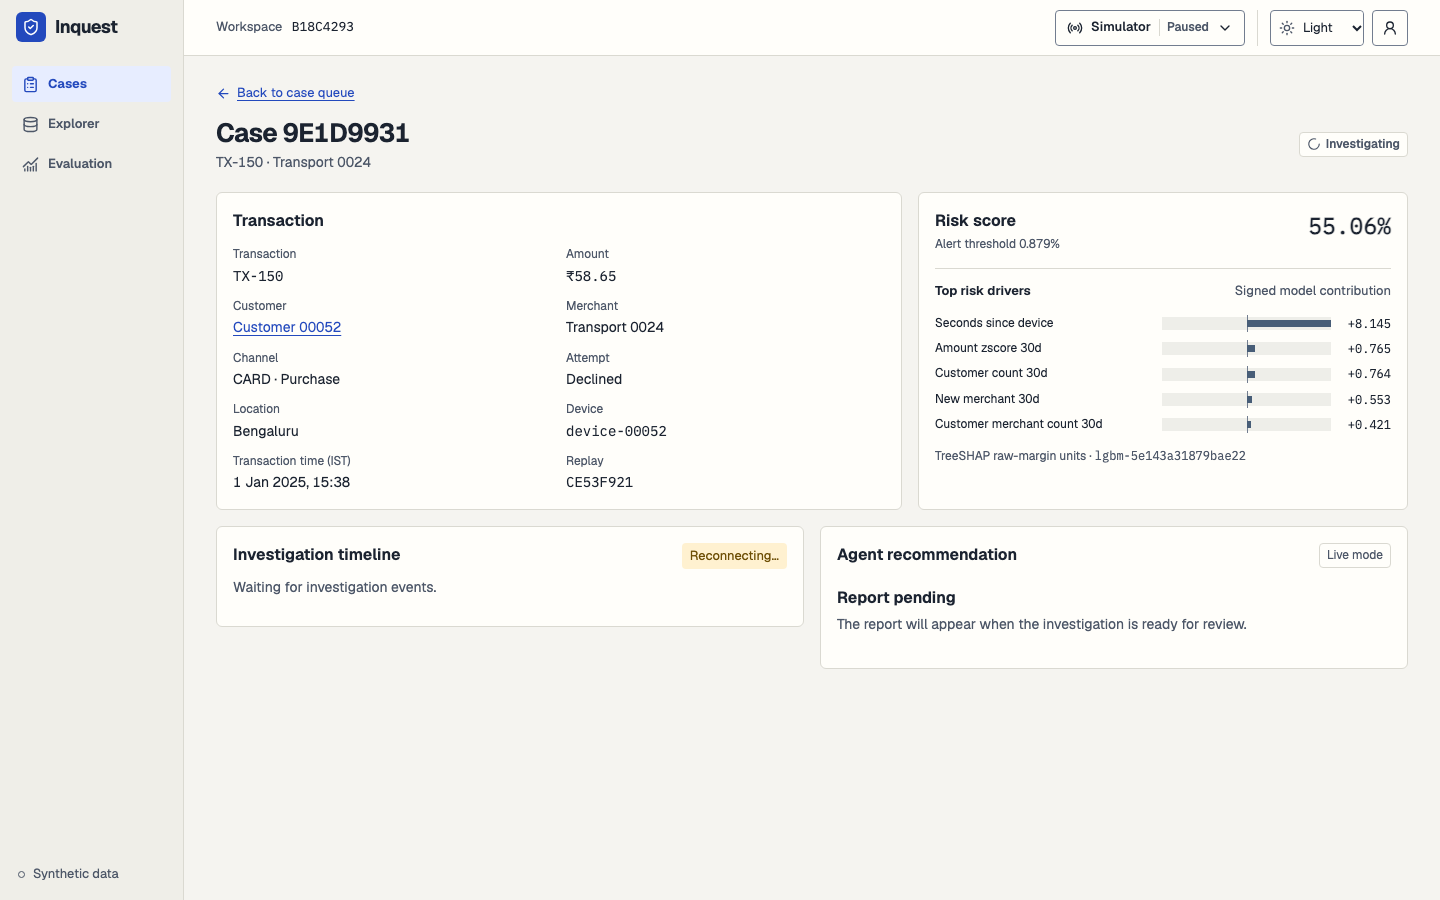 Inquest
Workspace B18C4293
Simulator Paused
Light
Cases
Explorer
Evaluation
Synthetic data
Back to case queue
Case 9E1D9931
TX-150 · Transport 0024
Investigating
Transaction
Transaction
TX-150
Amount
₹58.65
Customer
Customer 00052
Merchant
Transport 0024
Channel
CARD · Purchase
Attempt
Declined
Location
Bengaluru
Device
device-00052
Transaction time (IST)
1 Jan 2025, 15:38
Replay
CE53F921
Risk score
55.06%
Alert threshold 0.879%
Top risk drivers Signed model contribution
Seconds since device +8.145
Amount zscore 30d +0.765
Customer count 30d +0.764
New merchant 30d +0.553
Customer merchant count 30d +0.421
TreeSHAP raw-margin units · lgbm-5e143a31879bae22
Investigation timeline
Reconnecting…
Waiting for investigation events.
Agent recommendation
Live mode
Report pending
The report will appear when the investigation is ready for review.